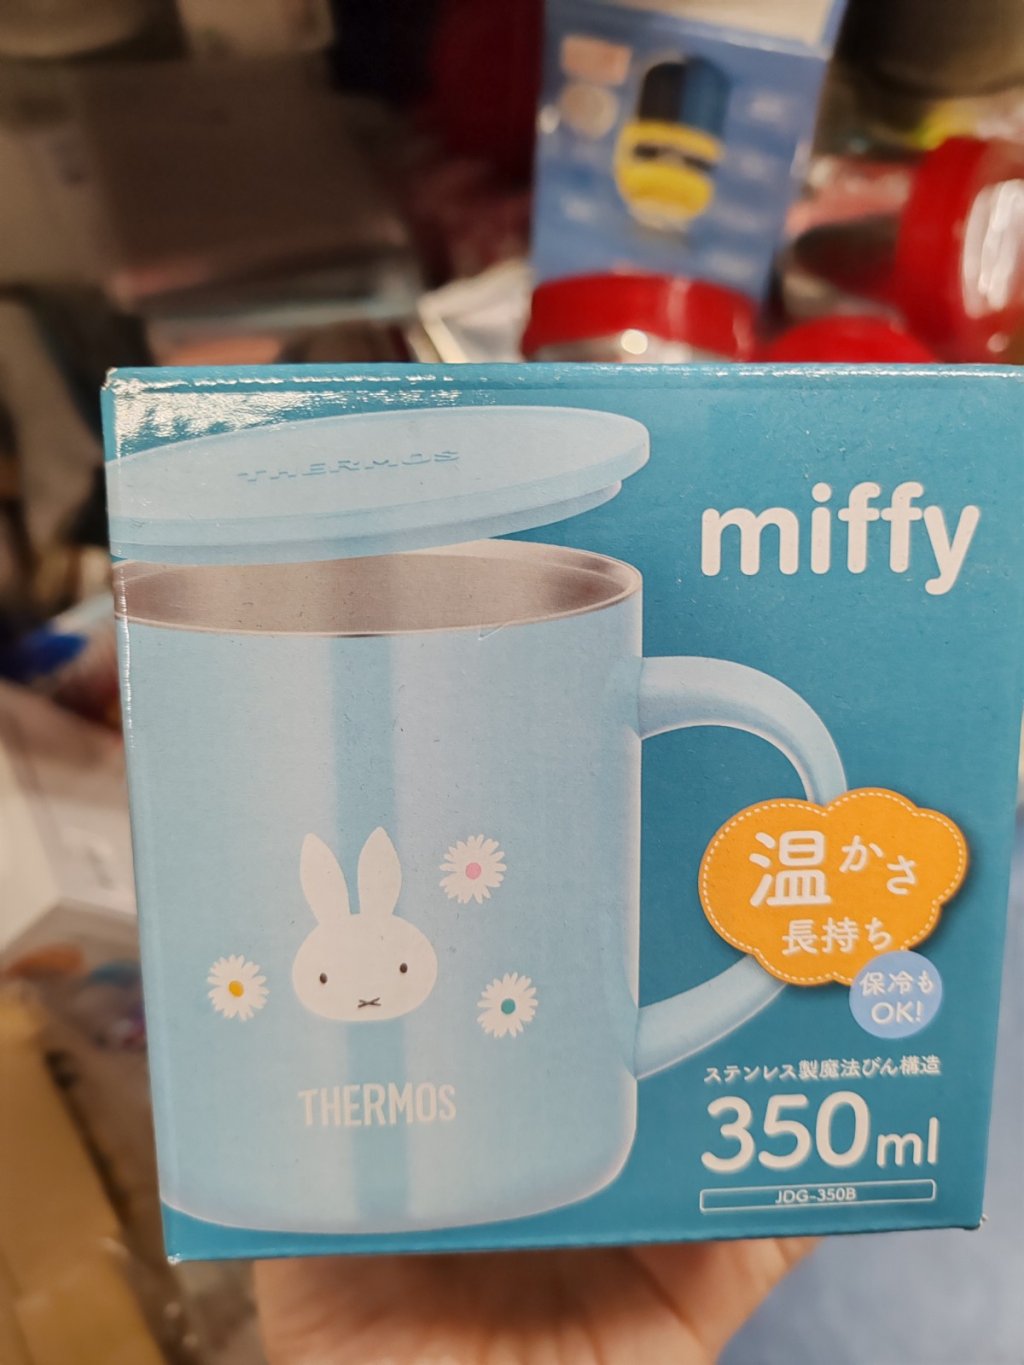 THERMOS
miffy
温かさ
長持ち
保冷も
OK!
THERMOS
ステンレス製魔法びん構造
350ml
JDG-350B